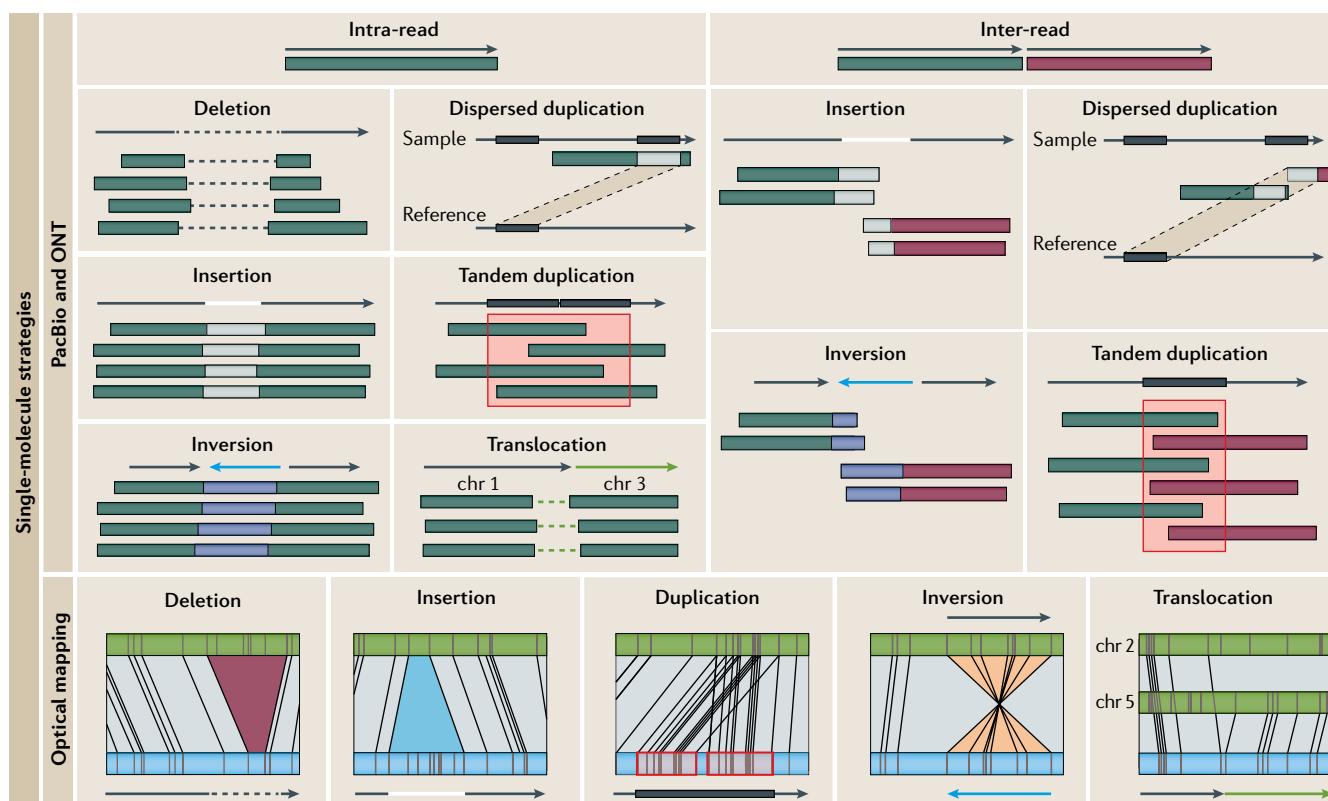 Single-molecule strategies
PacBio and ONT
Intra-read
Inter-read
Deletion
Dispersed duplication
Sample
Reference
Insertion
Tandem duplication
Inversion
Translocation
chr 1
chr 3
Insertion
Dispersed duplication
Sample
Reference
Inversion
Tandem duplication
Optical mapping
Deletion
Insertion
Duplication
Inversion
Translocation
chr 2
chr 5